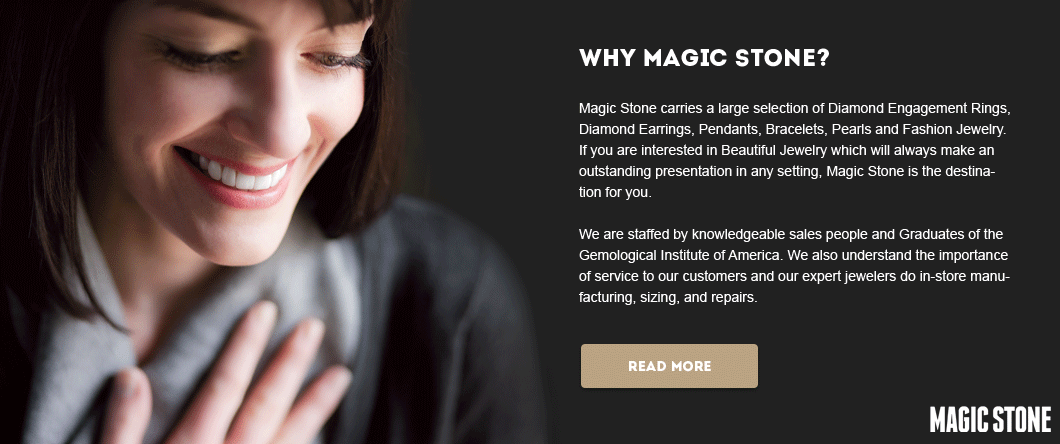 WHY MAGIC STONE?
Magic Stone carries a large selection of Diamond Engagement Rings,
Diamond Earrings, Pendants, Bracelets, Pearls and Fashion Jewelry.
If you are interested in Beautiful Jewelry which will always make an
outstanding presentation in any setting, Magic Stone is the destina-
tion for you.
We are staffed by knowledgeable sales people and Graduates of the
Gemological Institute of America. We also understand the importance
of service to our customers and our expert jewelers do in-store manu-
facturing, sizing, and repairs.
READ MORE
MAGIC STONE